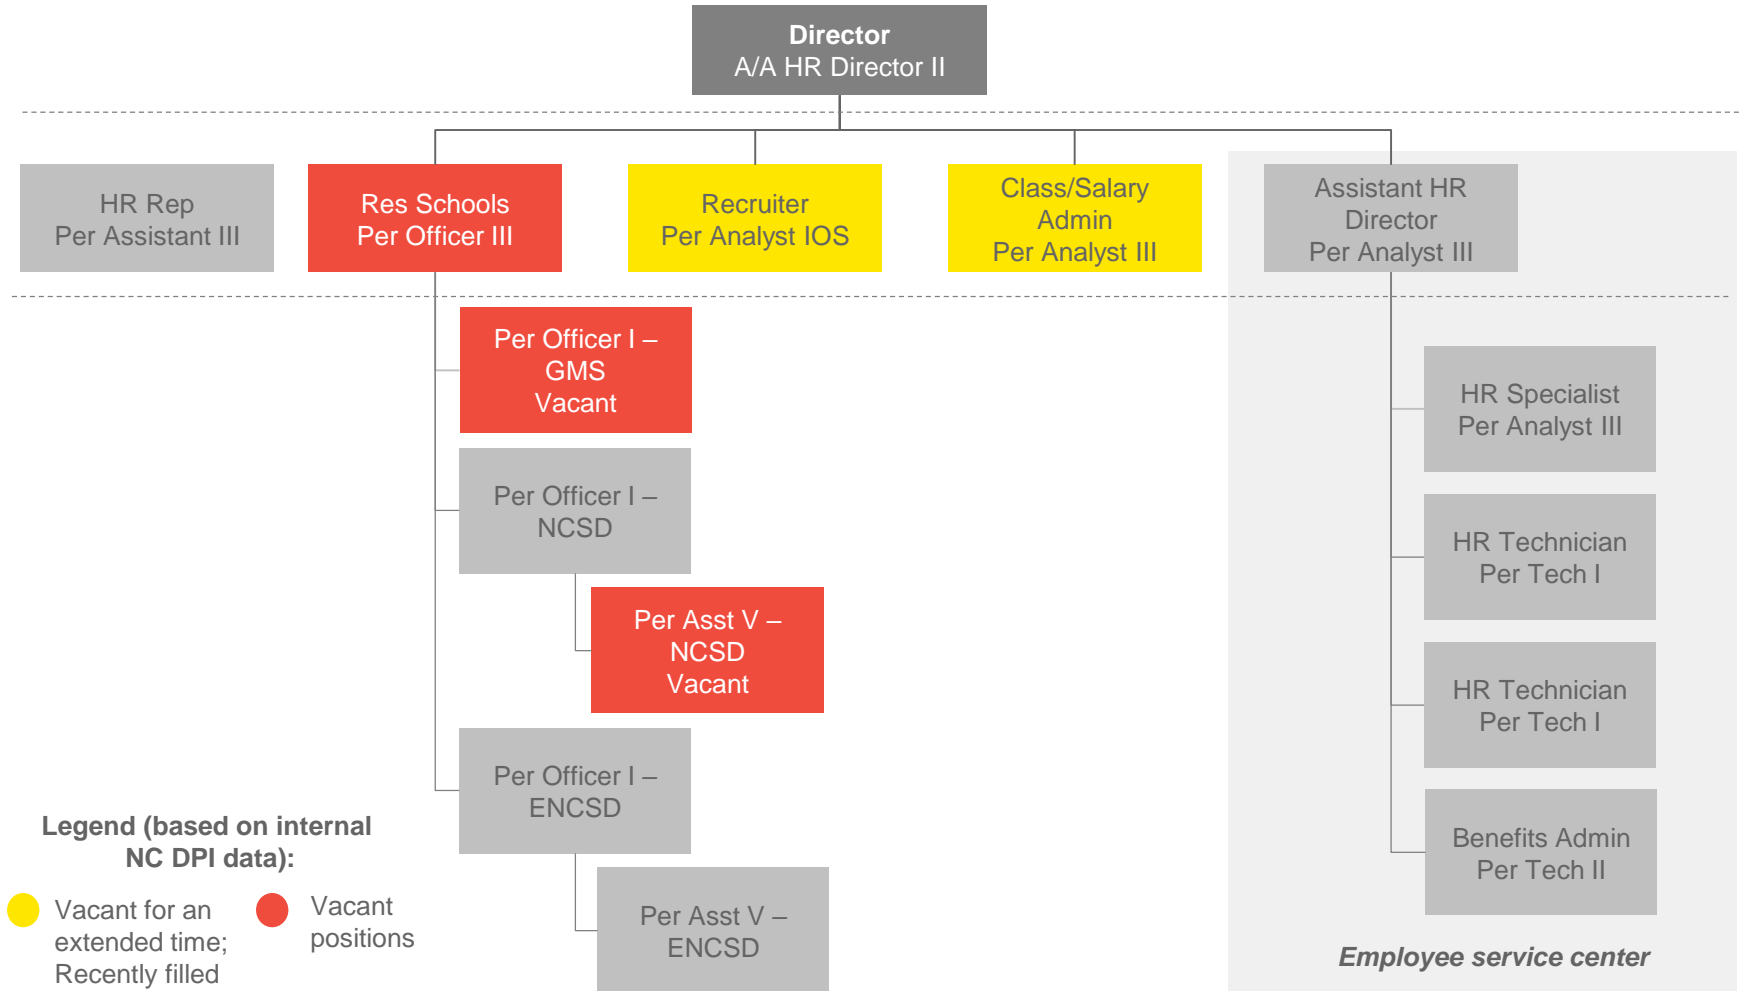 Director
A/A HR Director II
HR Rep
Per Assistant III
Res Schools
Per Officer III
Recruiter
Per Analyst IOS
Class/Salary
Admin
Per Analyst III
Assistant HR
Director
Per Analyst III
Per Officer I –
GMS
Vacant
Per Officer I –
NCSD
Per Asst V –
NCSD
Vacant
Per Officer I –
ENCSD
Per Asst V –
ENCSD
HR Specialist
Per Analyst III
HR Technician
Per Tech I
HR Technician
Per Tech I
Benefits Admin
Per Tech II
Employee service center
Legend (based on internal
NC DPI data):
Vacant for an
extended time;
Recently filled
Vacant
positions